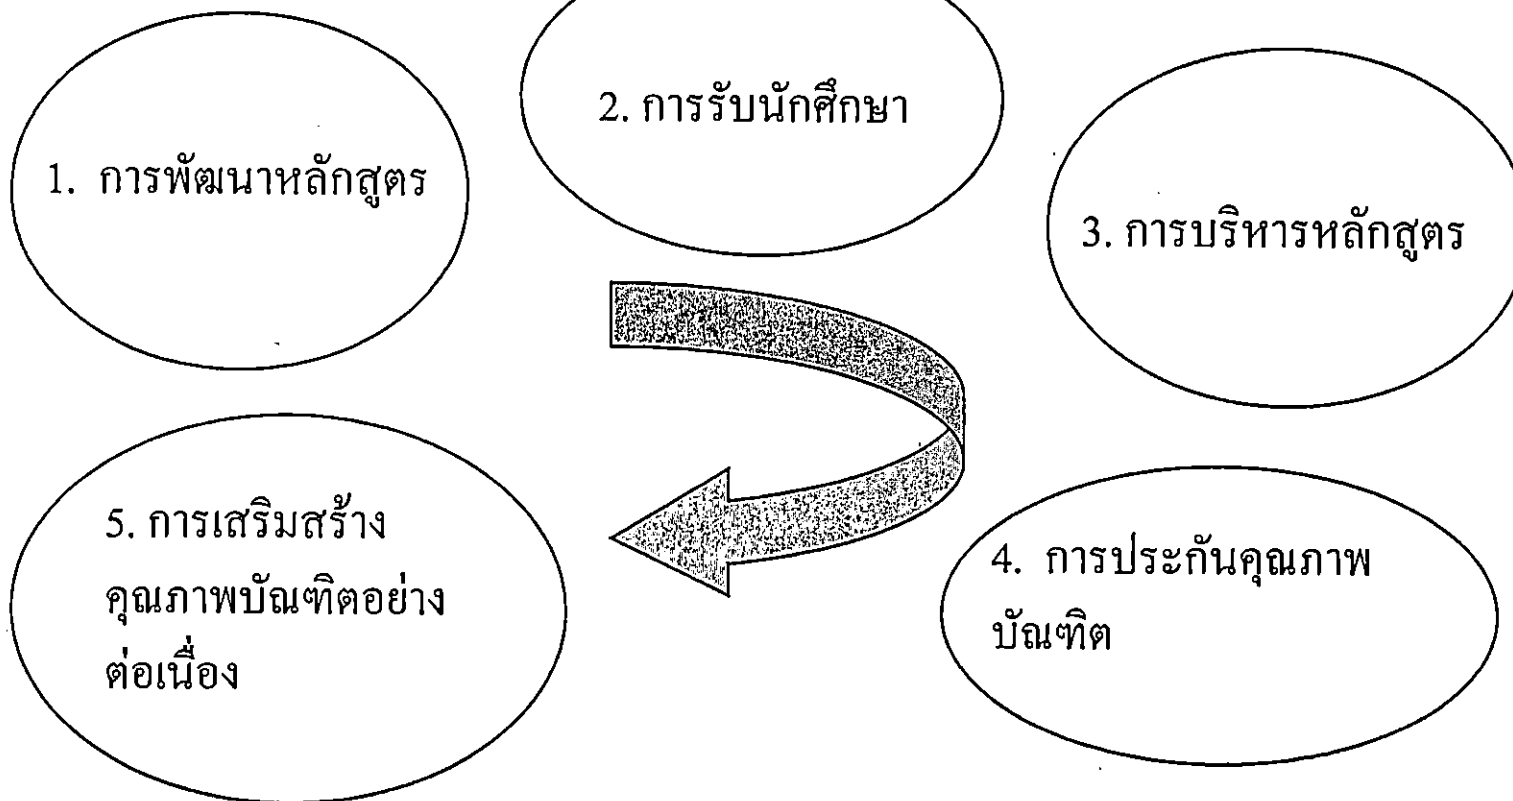 1. การพัฒนาหลักสูตร
2. การรับนักศึกษา
3. การบริหารหลักสูตร
4. การประกันคุณภาพ
บัณฑิต
5. การเสริมสร้าง
คุณภาพบัณฑิตอย่าง
ต่อเนื่อง